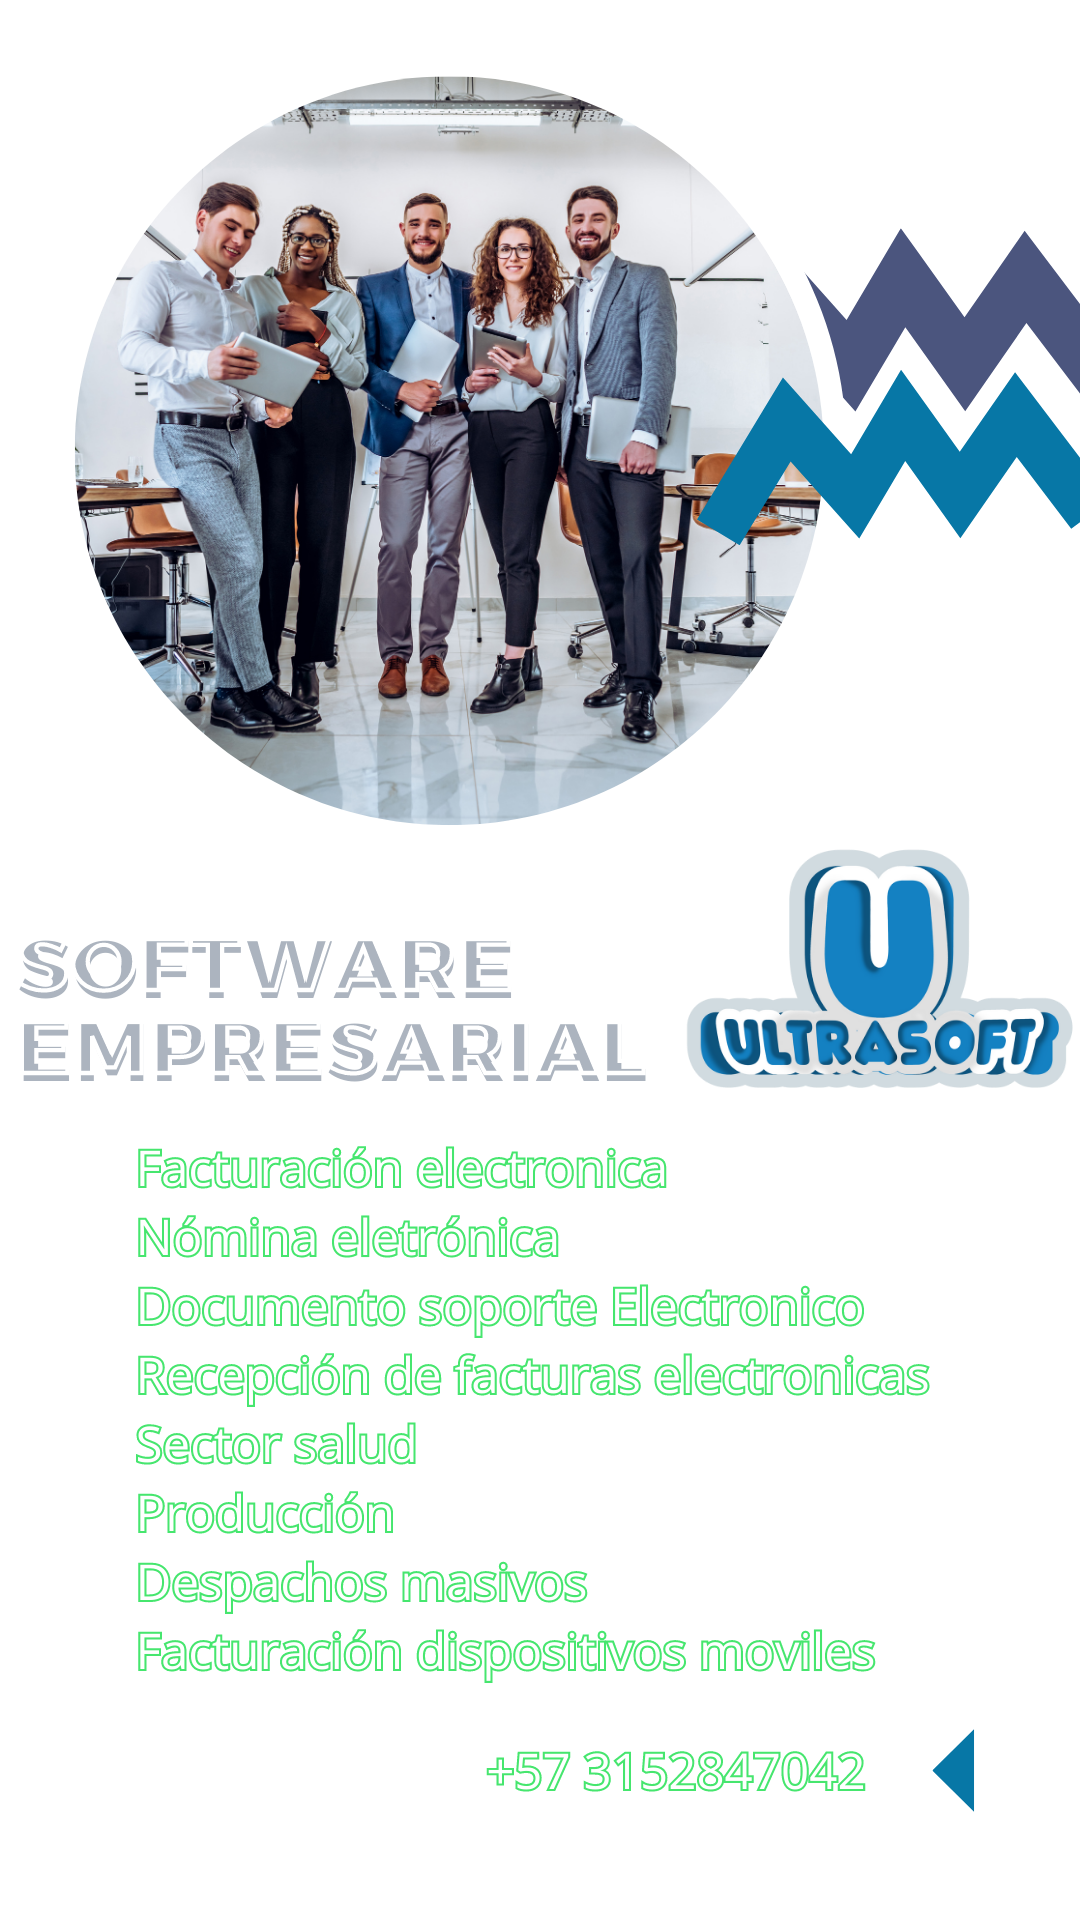 U
ULTRASOFT
SOFTWARE
EMPRESARIAL
Facturación electronica
Nómina eletrónica
Documento soporte Electronico
Recepción de facturas electronicas
Sector salud
Producción
Despachos masivos
Facturación dispositivos moviles
+57 3152847042